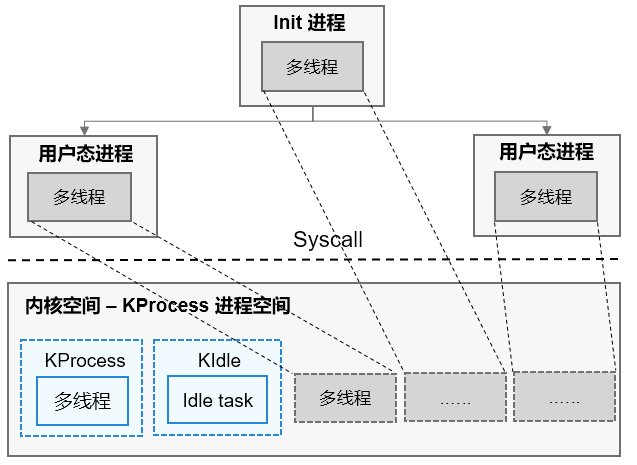 Init 进程
多线程
用户态进程
多线程
用户态进程
多线程
Syscall
内核空间 – KProcess 进程空间
KProcess
多线程
KIdle
Idle task
多线程
......
......